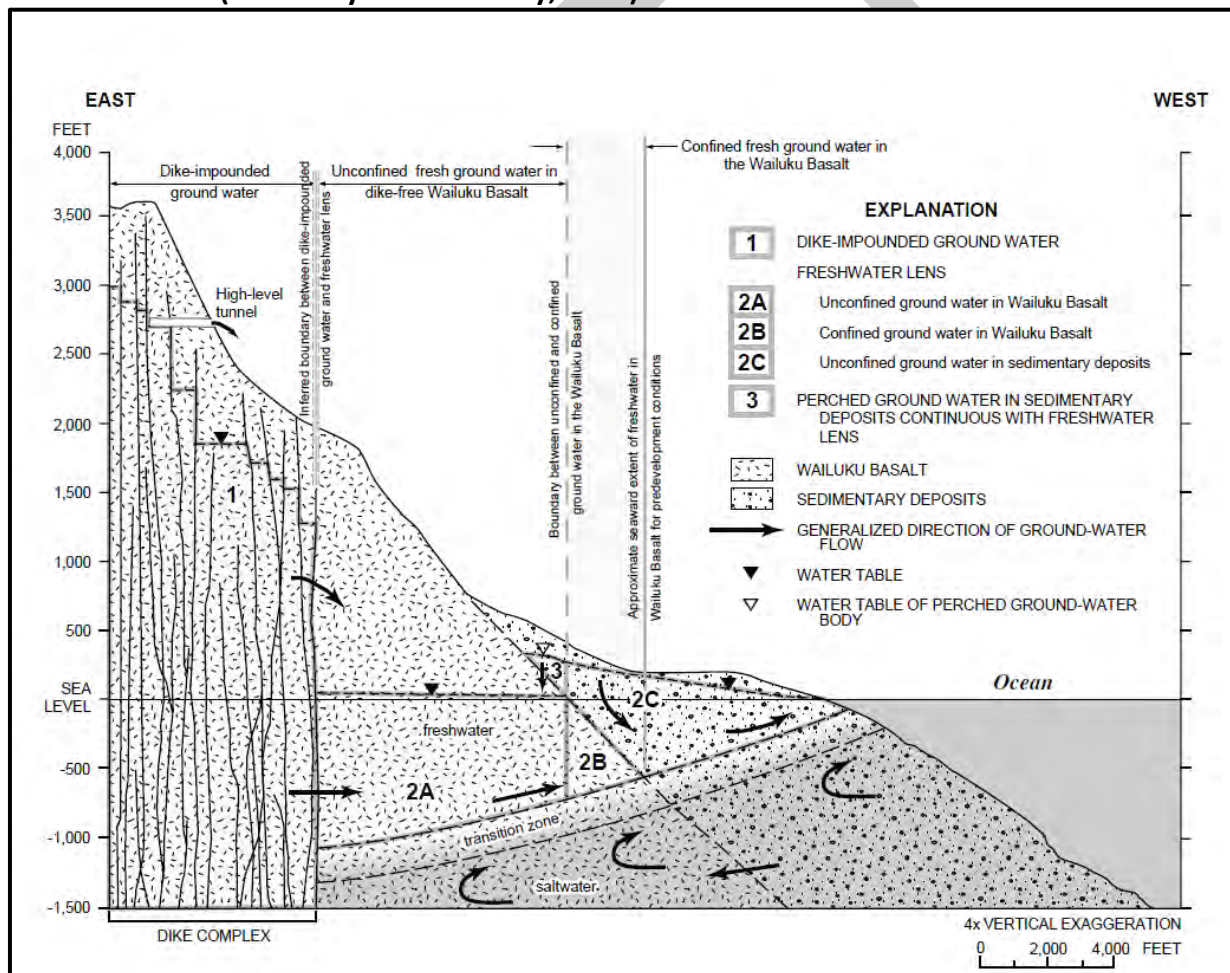 EAST
WEST
FEET
4,000
3,500
3,000
2,500
2,000
1,500
1,000
500
SEA
LEVEL
-500
-1,000
-1,500
Dike-impounded
ground water
Inferred boundary between dike-impounded
ground water and freshwater lens
Unconfined fresh ground water in
dike-free Wailuku Basalt
Boundary between unconfined and confined
ground water in the Wailuku Basalt
Approximate seaward extent of freshwater in
Wailuku Basalt for predevelopment conditions
Confined fresh ground water in
the Wailuku Basalt
High-level
tunnel
1
3
2C
freshwater
2A
2B
transition zone
saltwater
Ocean
EXPLANATION
1 DIKE-IMPOUNDED GROUND WATER
FRESHWATER LENS
2A Unconfined ground water in Wailuku Basalt
2B Confined ground water in Wailuku Basalt
2C Unconfined ground water in sedimentary deposits
3 PERCHED GROUND WATER IN SEDIMENTARY
DEPOSITS CONTINUOUS WITH FRESHWATER
LENS
WAILUKU BASALT
SEDIMENTARY DEPOSITS
GENERALIZED DIRECTION OF GROUND-WATER
FLOW
WATER TABLE
WATER TABLE OF PERCHED GROUND-WATER
BODY
DIKE COMPLEX
4x VERTICAL EXAGGERATION
0 2,000 4,000 FEET